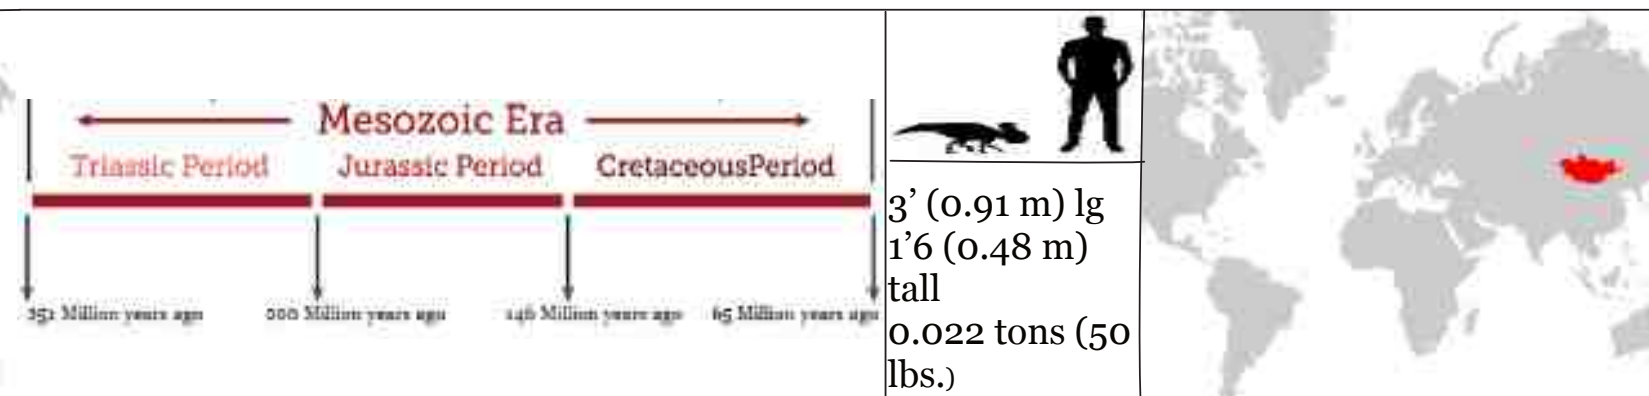 Mesozoic Era
Triassic Period Jurassic Period CretaceousPeriod
251 Million years ago 200 Million years ago 146 Million years ago 65 Million years ago
3’ (0.91 m) lg
1’6 (0.48 m)
tall
0.022 tons (50
lbs.)